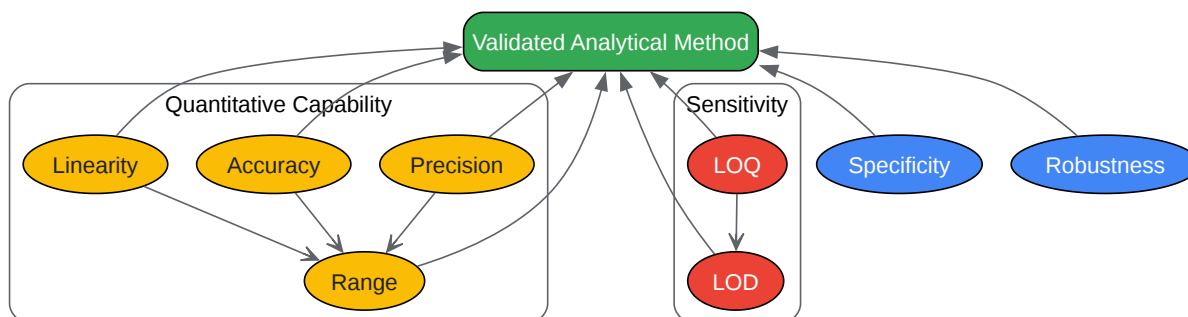 Validated Analytical Method
Quantitative Capability
Sensitivity
Linearity
Accuracy
Precision
LOQ
Specificity
Robustness
Range
LOD